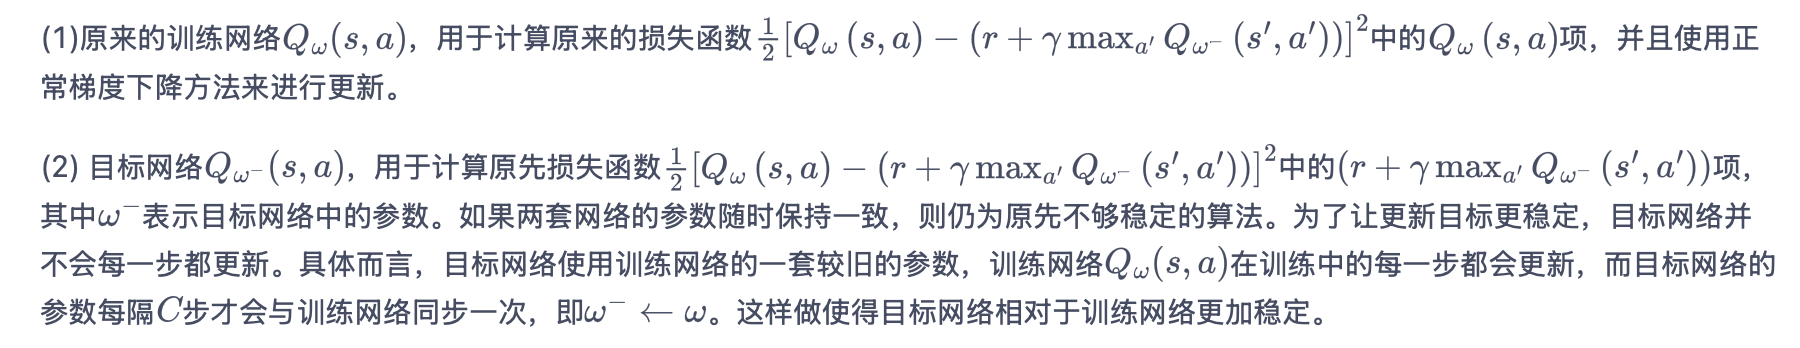 (1)原来的训练网络$Q_\omega(s, a)$，用于计算原来的损失函数$\frac{1}{2}[Q_\omega(s, a) - (r + \gamma \max_{a'} Q_{\omega^-}(s', a'))]^2$中的$Q_\omega(s, a)$项，并且使用正
常梯度下降方法来进行更新。
(2) 目标网络$Q_{\omega^-}(s, a)$，用于计算原先损失函数$\frac{1}{2}[Q_\omega(s, a) - (r + \gamma \max_{a'} Q_{\omega^-}(s', a'))]^2$中的$(r + \gamma \max_{a'} Q_{\omega^-}(s', a'))$项，
其中$\omega^-$表示目标网络中的参数。如果两套网络的参数随时保持一致，则仍为原先不够稳定的算法。为了让更新目标更稳定，目标网络并
不会每一步都更新。具体而言，目标网络使用训练网络的一套较旧的参数，训练网络$Q_\omega(s, a)$在训练中的每一步都会更新，而目标网络的
参数每隔$C$步才会与训练网络同步一次，即$\omega^- \leftarrow \omega$。这样做使得目标网络相对于训练网络更加稳定。